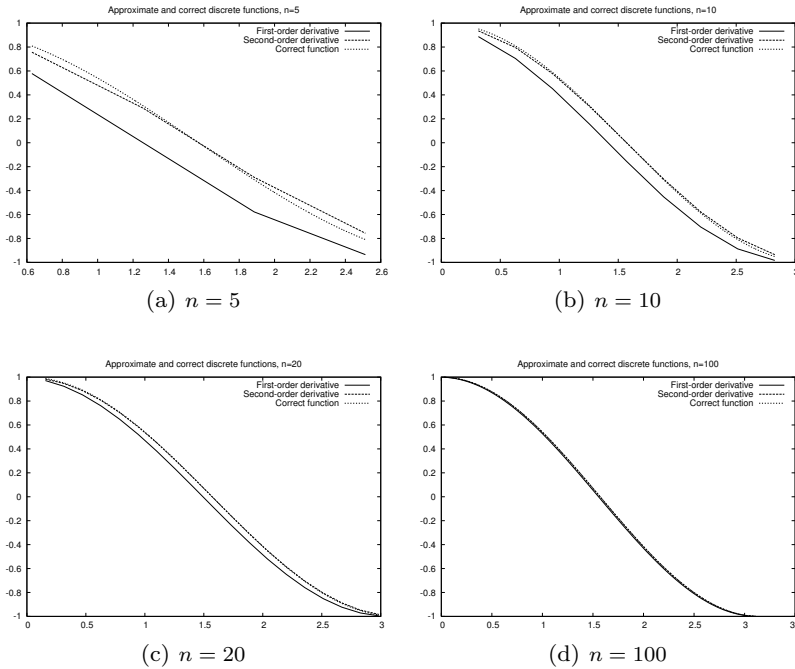 Approximate and correct discrete functions, n=5
First-order derivative
Second-order derivative
Correct function
1
0.8
0.6
0.4
0.2
0
-0.2
-0.4
-0.6
-0.8
-1
0.6 0.8 1 1.2 1.4 1.6 1.8 2 2.2 2.4 2.6
(a) n = 5
Approximate and correct discrete functions, n=10
First-order derivative
Second-order derivative
Correct function
1
0.8
0.6
0.4
0.2
0
-0.2
-0.4
-0.6
-0.8
-1
0 0.5 1 1.5 2 2.5 3
(b) n = 10
Approximate and correct discrete functions, n=20
First-order derivative
Second-order derivative
Correct function
1
0.8
0.6
0.4
0.2
0
-0.2
-0.4
-0.6
-0.8
-1
0 0.5 1 1.5 2 2.5 3
(c) n = 20
Approximate and correct discrete functions, n=100
First-order derivative
Second-order derivative
Correct function
1
0.8
0.6
0.4
0.2
0
-0.2
-0.4
-0.6
-0.8
-1
0 0.5 1 1.5 2 2.5 3 3.5
(d) n = 100